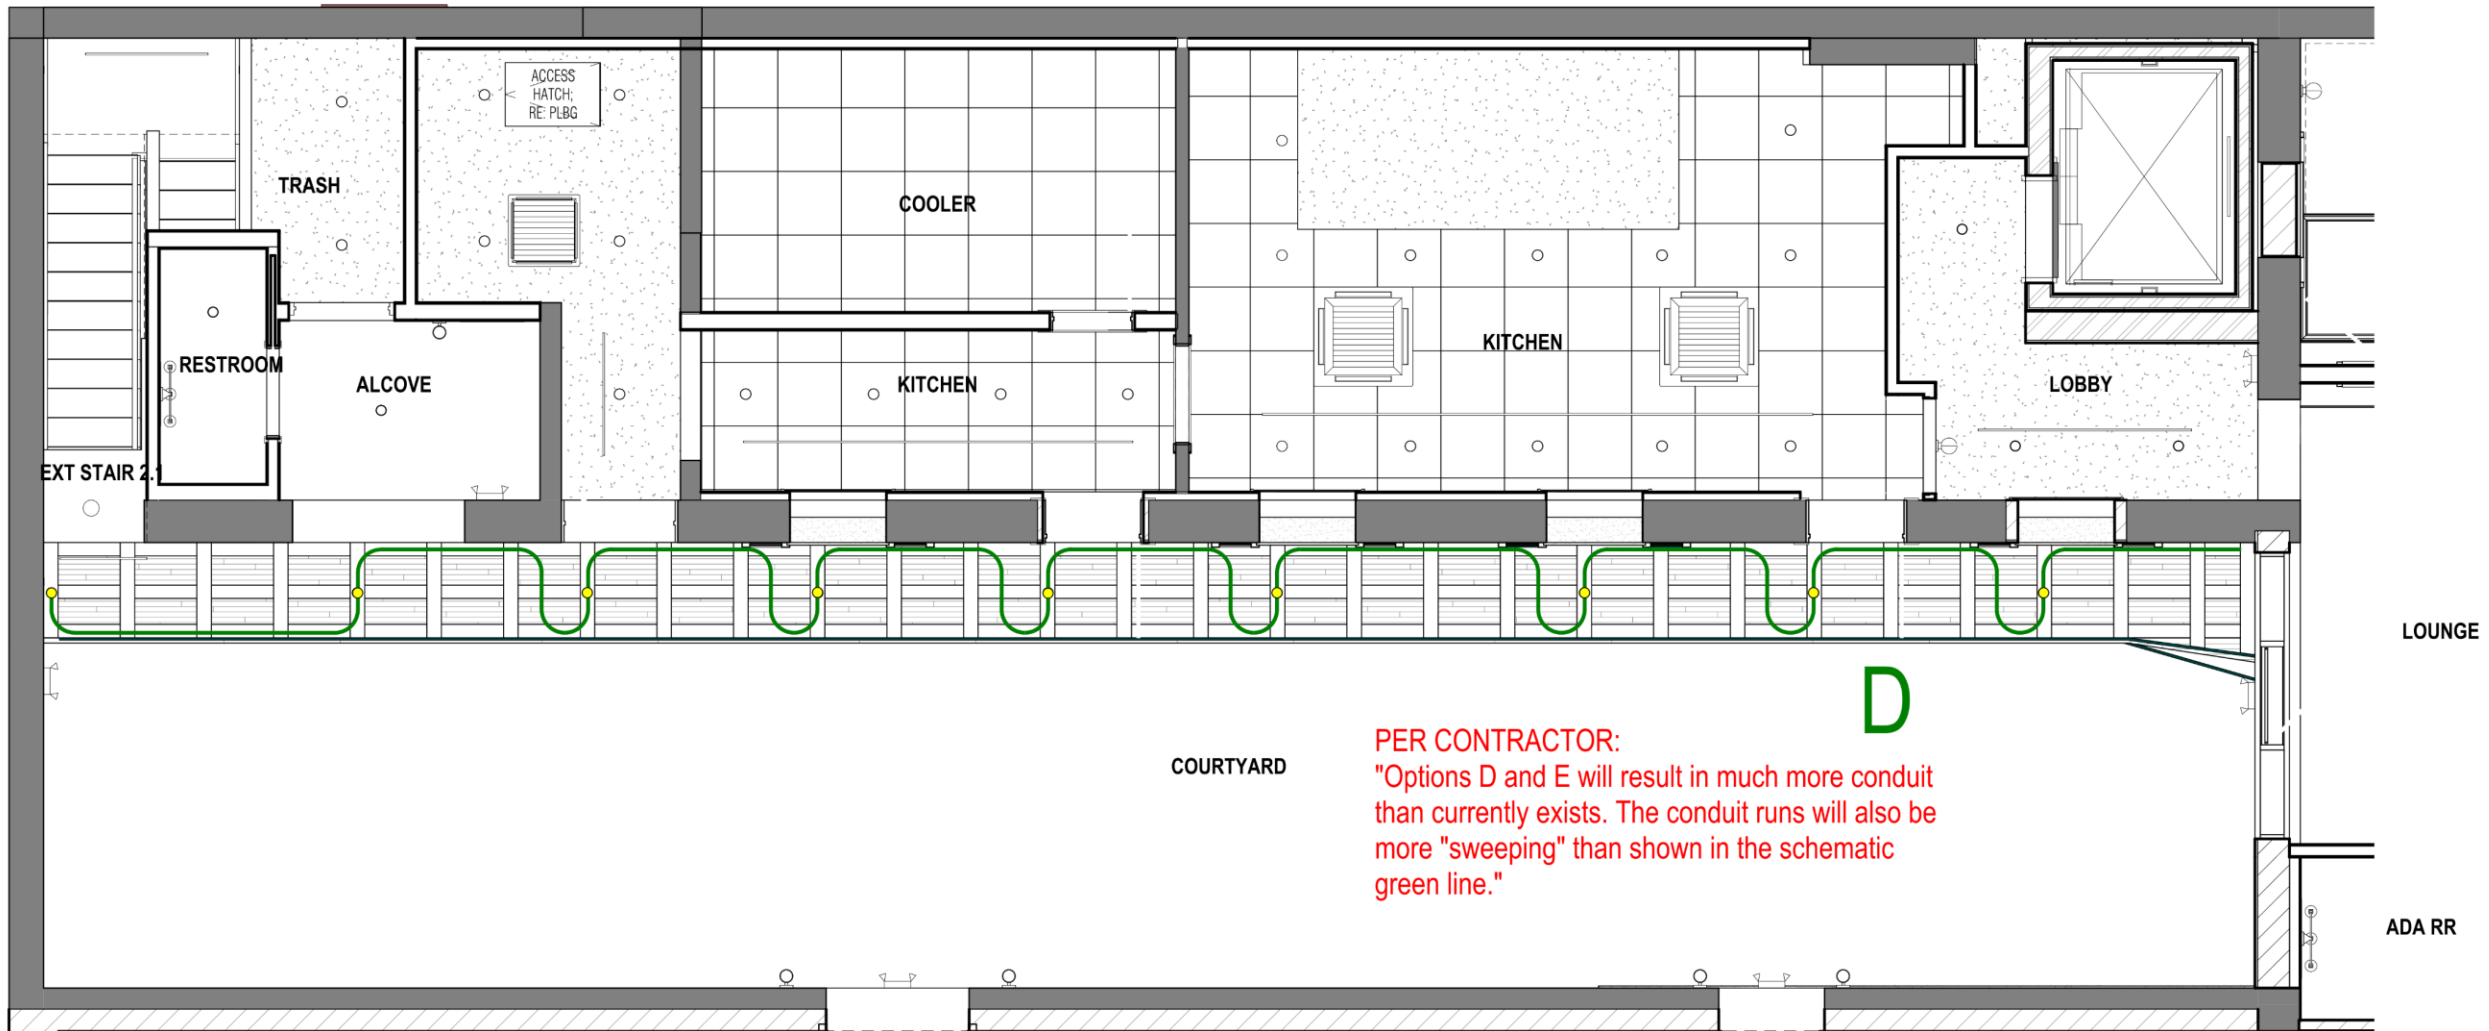 ACCESS
HATCH;
RE: PLBG
TRASH
COOLER
KITCHEN
RESTROOM
ALCOVE
KITCHEN
LOBBY
EXT STAIR 2.1
LOUNGE
D
COURTYARD
PER CONTRACTOR:
"Options D and E will result in much more conduit
than currently exists. The conduit runs will also be
more "sweeping" than shown in the schematic
green line."
ADA RR